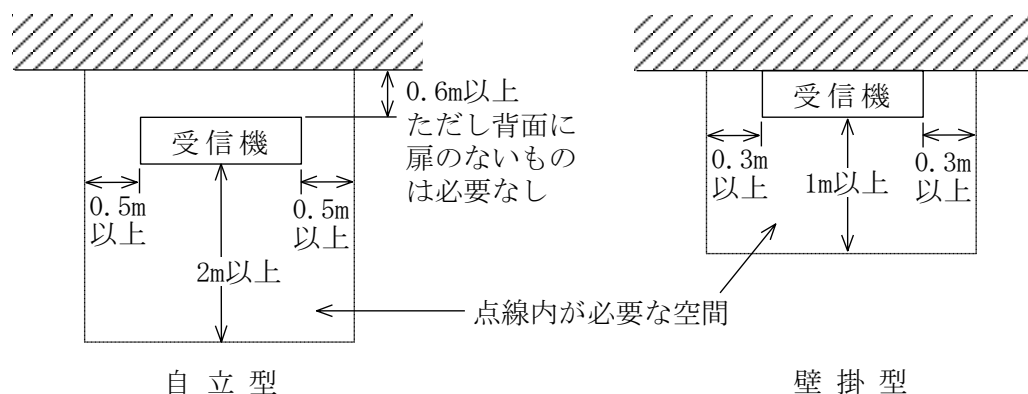 0.6m以上
ただし背面に
扉のないもの
は必要なし
受信機
0.5m
以上
0.5m
以上
2m以上
自立型
受信機
0.3m
以上
0.3m
以上
1m以上
点線内が必要な空間
壁掛型